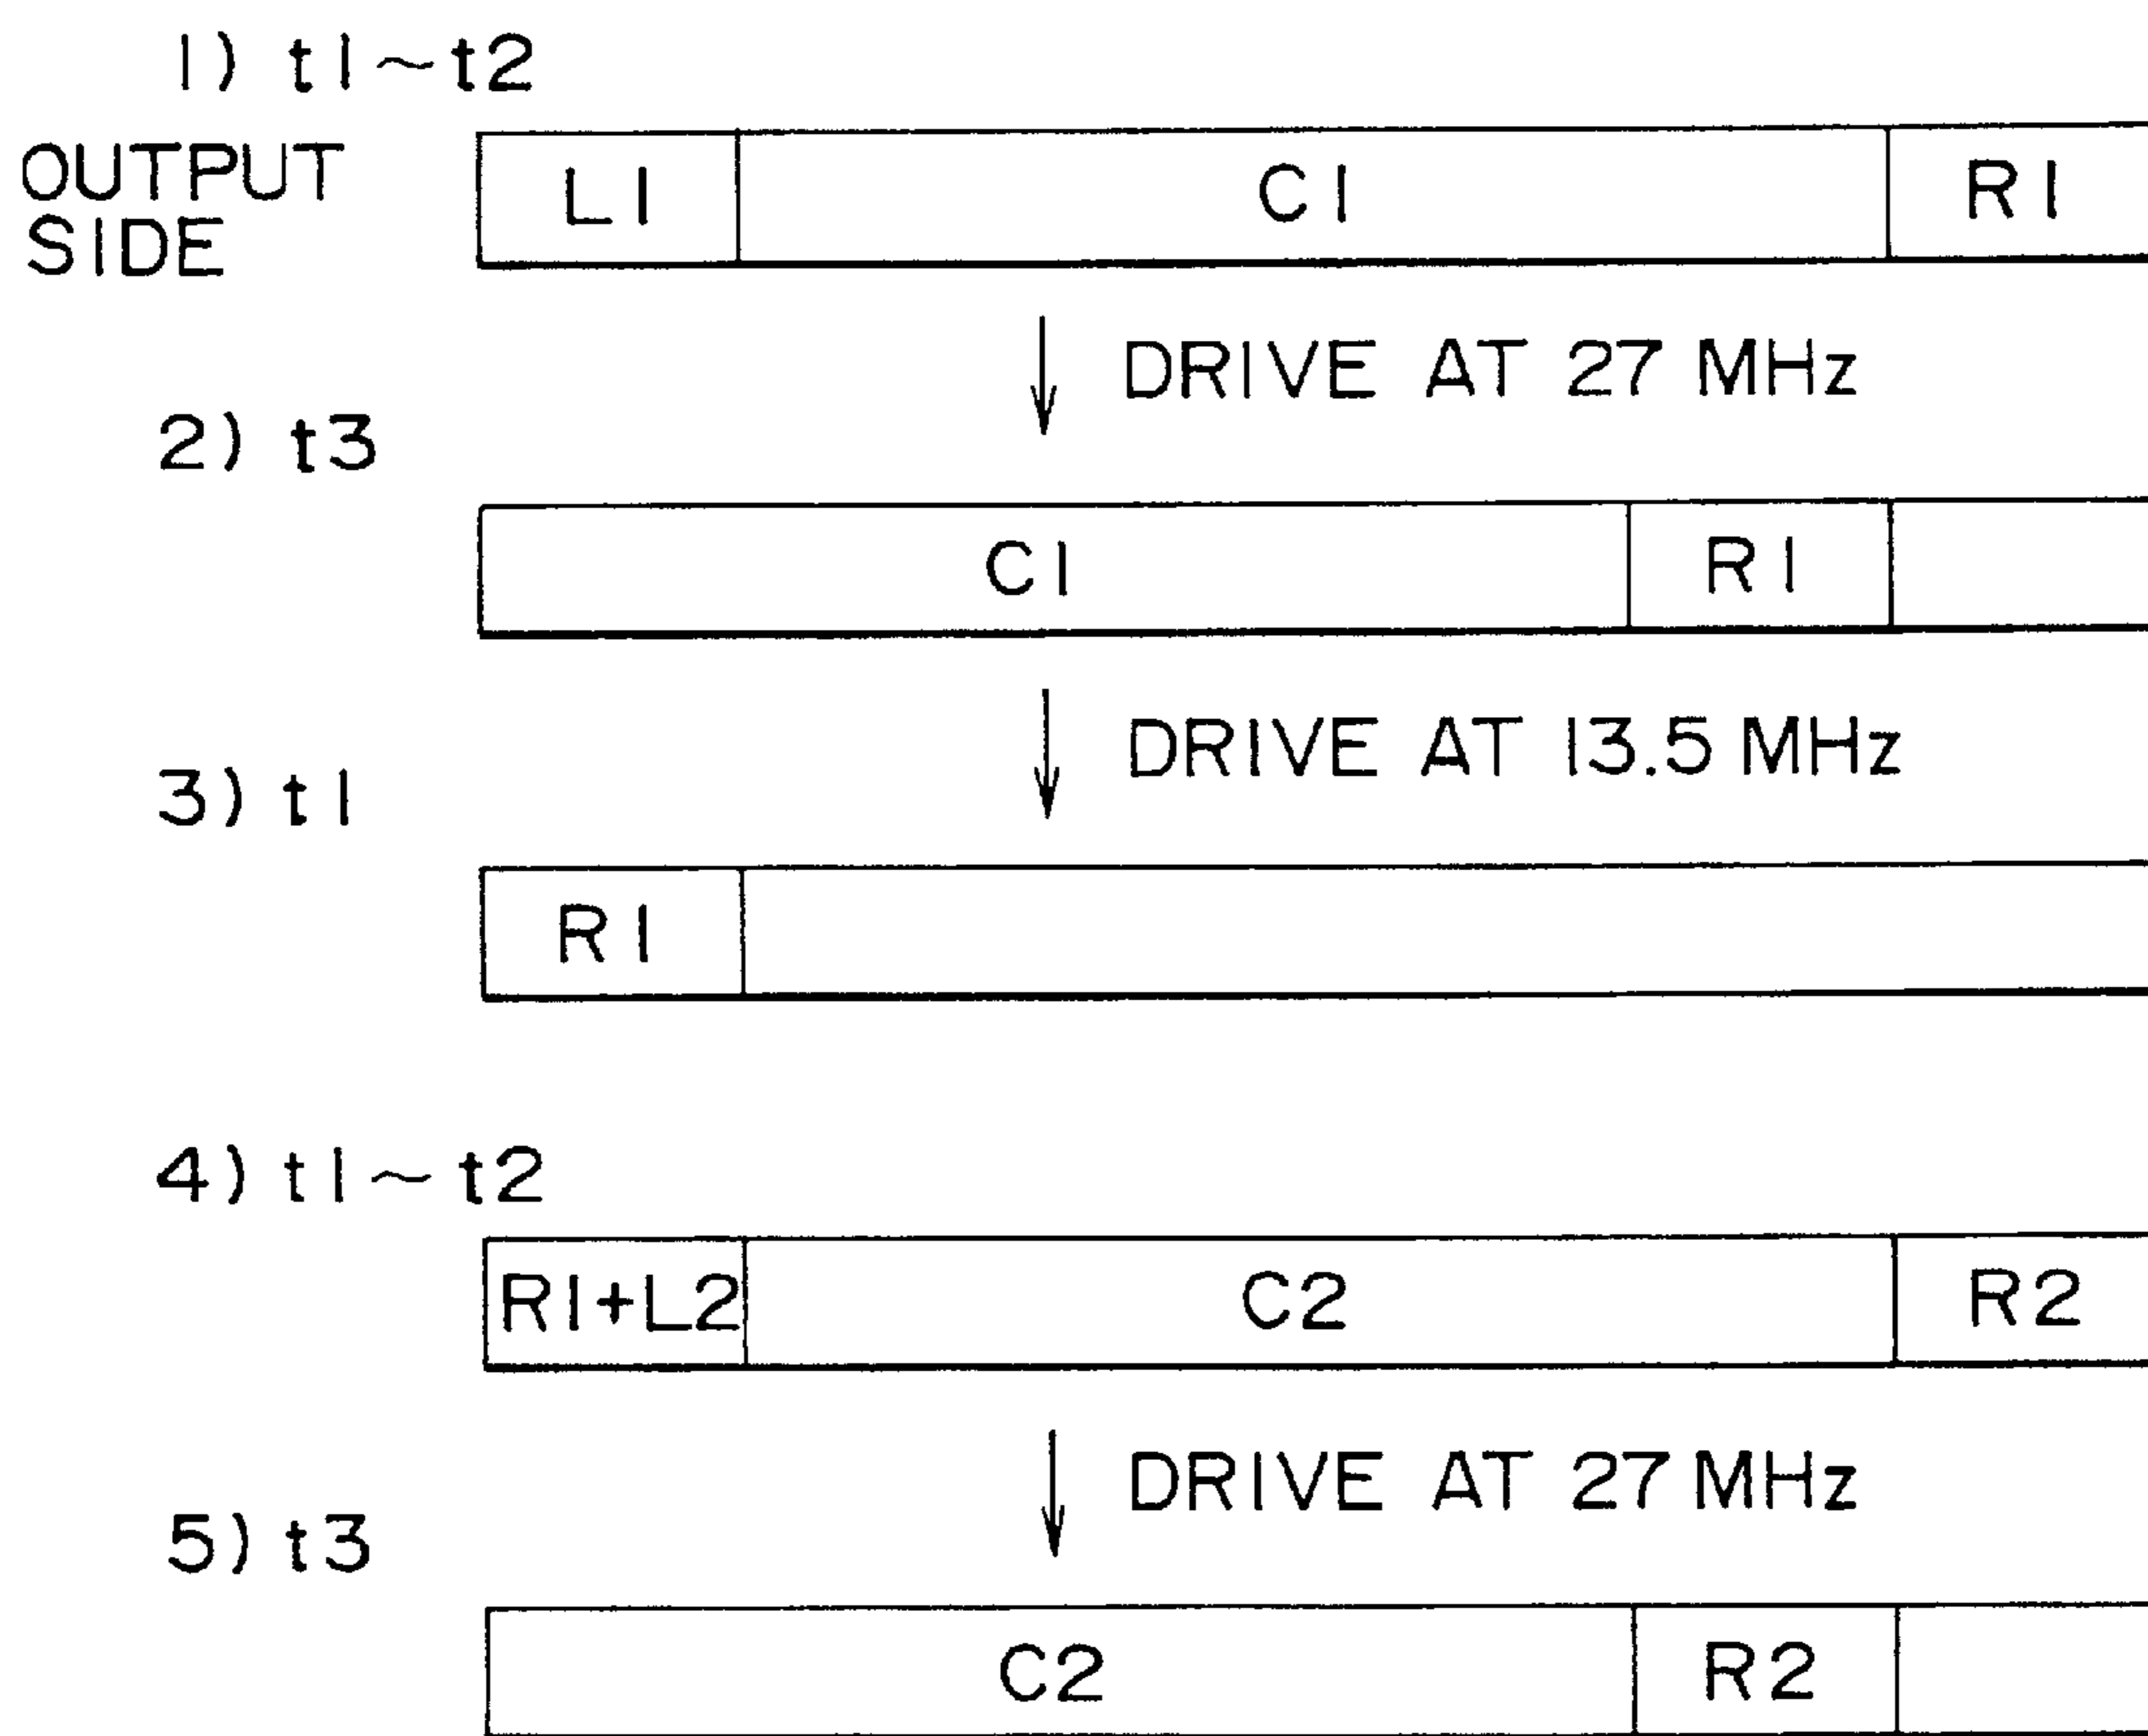 1) t1~t2
OUTPUT
SIDE
L1 C1 R1
DRIVE AT 27 MHz
2) t3
C1 R1
DRIVE AT 13.5 MHz
3) t1
R1
4) t1~t2
R1+L2 C2 R2
DRIVE AT 27 MHz
5) t3
C2 R2